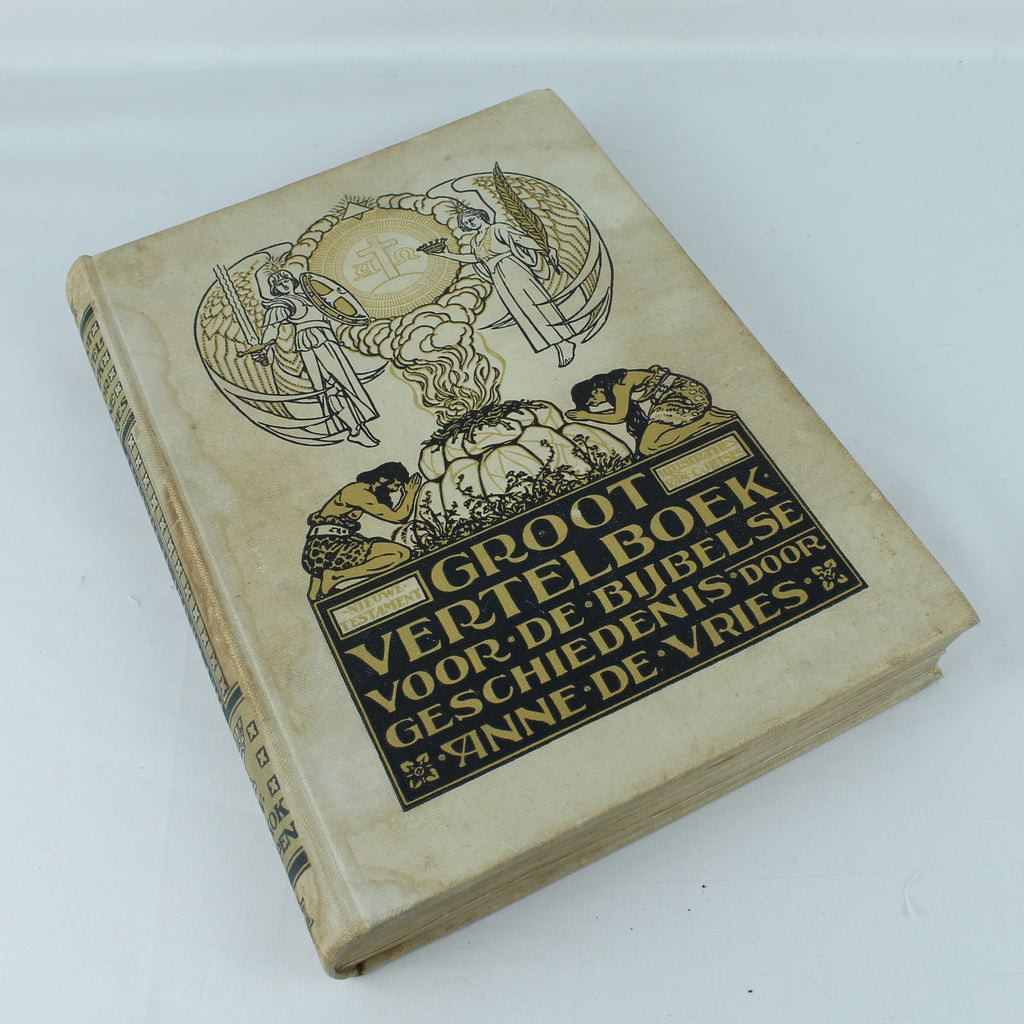 Α Ω
NIEUWE
TESTAMENT
GROOT
VERTELBOEK·
VOOR·DE·BIJBELSE
GESCHIEDENIS·DOOR
·ANNE·DE·VRIES·